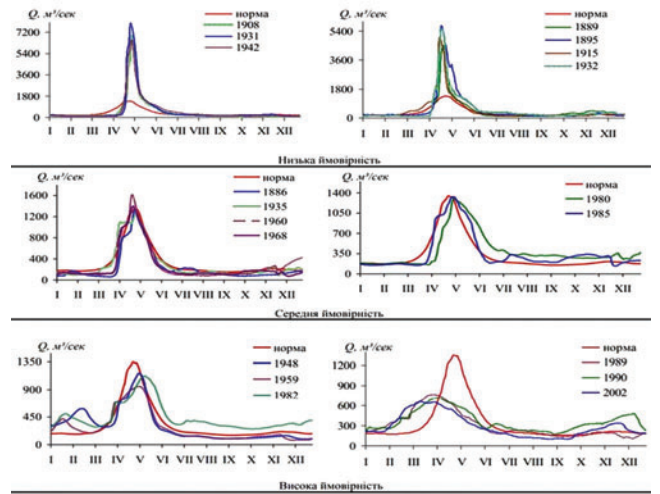 Q, м³/сек
7200
5400
3600
1800
0
I II III IV V VI VII VIII IX X XI XII
норма
1908
1931
1942
Q, м³/сек
5400
3600
1800
0
I II III IV V VI VII VIII IX X XI XII
норма
1889
1895
1915
1932
Низька ймовірність
Q, м³/сек
1600
1200
800
400
0
I II III IV V VI VII VIII IX X XI XII
норма
1886
1935
1960
1968
Q, м³/сек
1400
1050
700
350
0
I II III IV V VI VII VIII IX X XI XII
норма
1980
1985
Середня ймовірність
Q, м³/сек
1350
900
450
0
I II III IV V VI VII VIII IX X XI XII
норма
1948
1959
1982
Q, м³/сек
1200
900
600
300
0
I II III IV V VI VII VIII IX X XI XII
норма
1989
1990
2002
Висока ймовірність